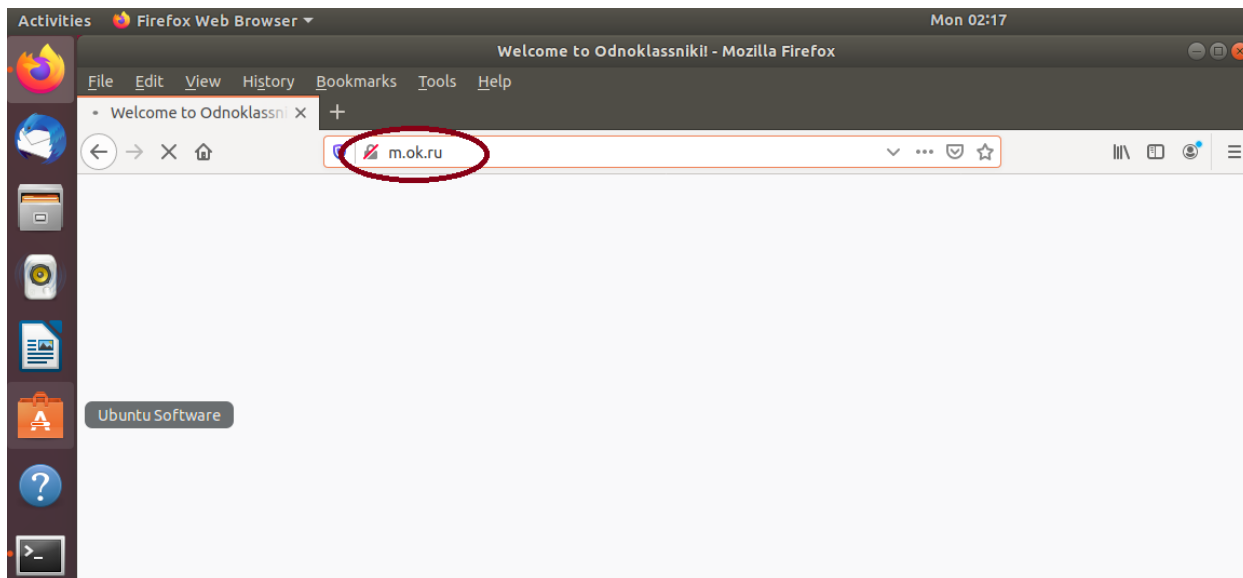 Activities Firefox Web Browser Mon 02:17
Welcome to Odnoklassniki! - Mozilla Firefox
File Edit View History Bookmarks Tools Help
Welcome to Odnoklassni
m.ok.ru
Ubuntu Software